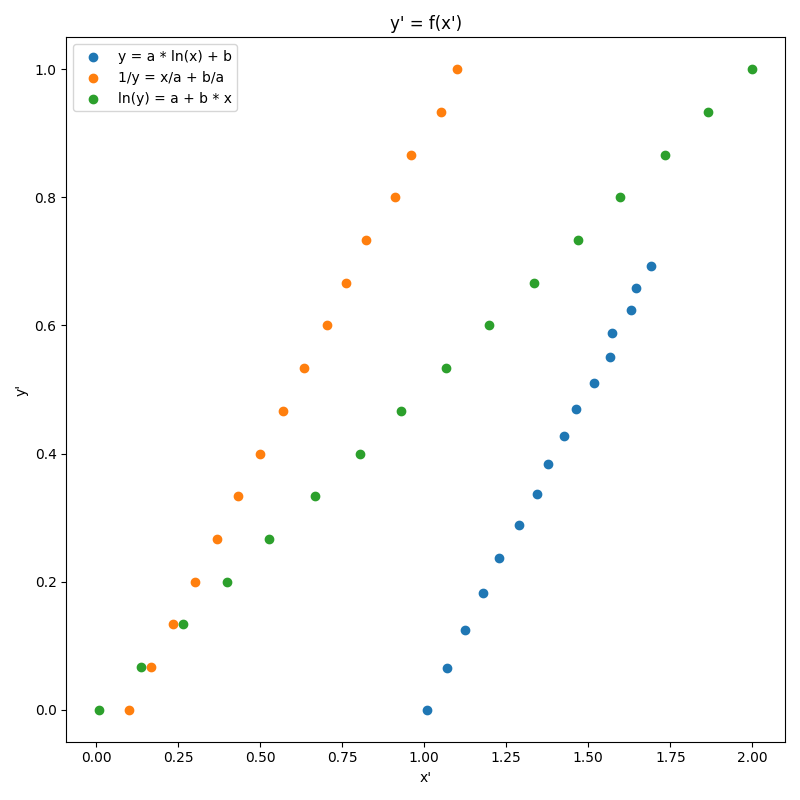 y' = f(x')
y = a * ln(x) + b
1/y = x/a + b/a
ln(y) = a + b * x
1.0
0.8
0.6
0.4
0.2
0.0
y'
0.00 0.25 0.50 0.75 1.00 1.25 1.50 1.75 2.00
x'